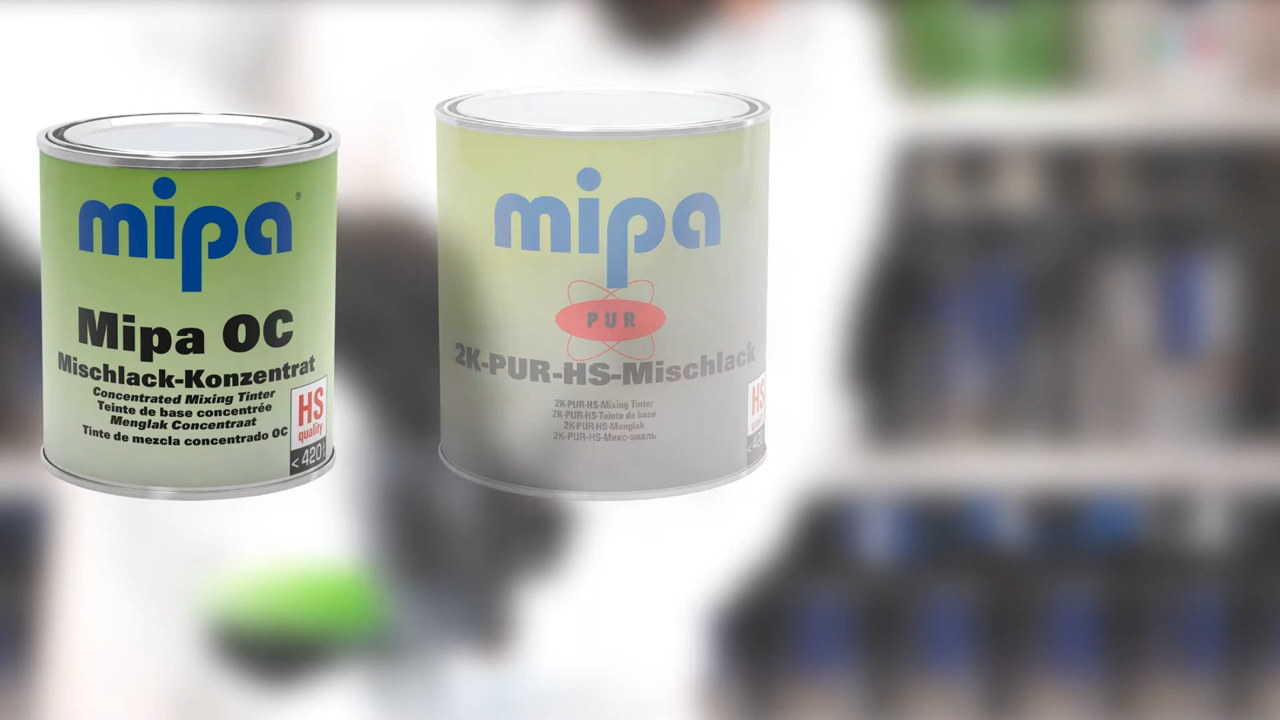 mipa®
Mipa OC
Mischlack-Konzentrat
Concentrated Mixing Tinter
Teinte de base concentrée
Menglak Concentraat
Tinte de mezcla concentrado OC
HS
quality
< 420
mipa
PUR
2K-PUR-HS-Mischlack
2K-PUR-HS-Mixing Tinter
2K-PUR-HS-Teinte de base
2K-PUR-HS-Menglak
2K-PUR-HS-Микс-эмаль
HS
< 420